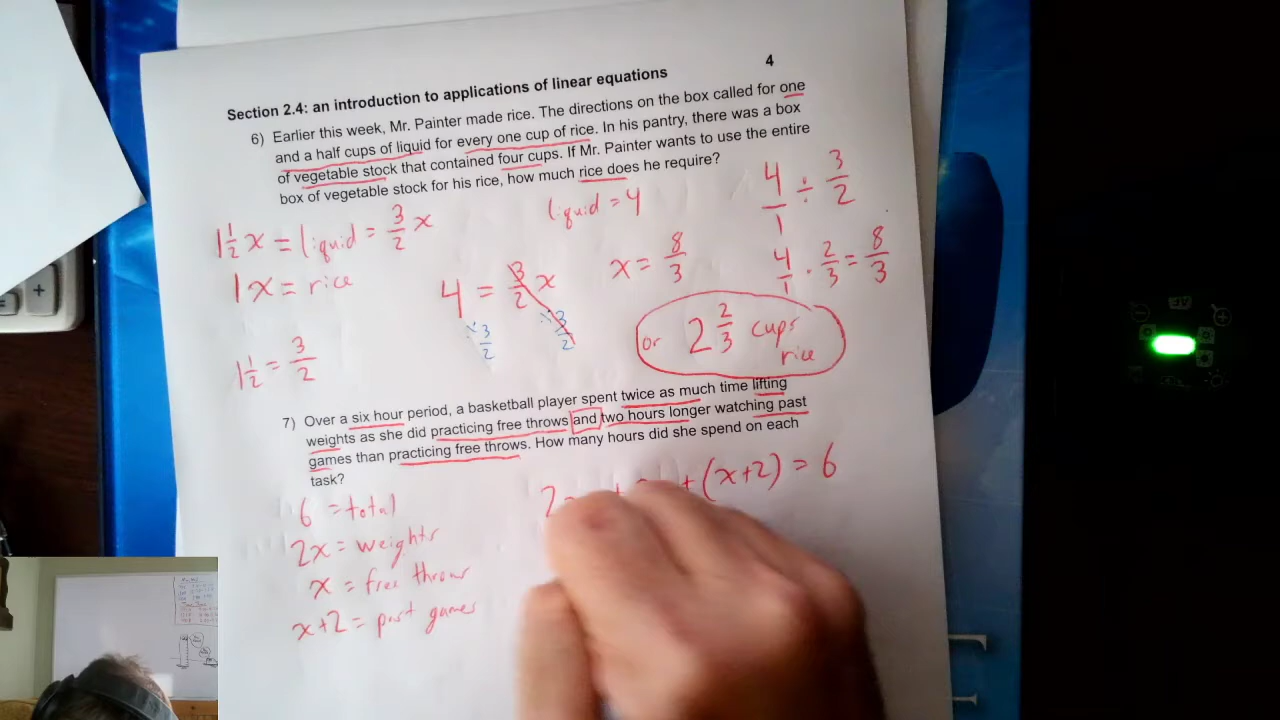 4
Section 2.4: an introduction to applications of linear equations
6) Earlier this week, Mr. Painter made rice. The directions on the box called for one
and a half cups of liquid for every one cup of rice. In his pantry, there was a box
of vegetable stock that contained four cups. If Mr. Painter wants to use the entire
box of vegetable stock for his rice, how much rice does he require?
1 1/2 x = liquid = 3/2 x
liquid = 4
4/1 ÷ 3/2
1x = rice
4 = 3/2 x
÷ 3/2 ÷ 3/2
x = 8/3
4/1 · 2/3 = 8/3
1 1/2 = 3/2
or 2 2/3 cups
rice
7) Over a six hour period, a basketball player spent twice as much time lifting
weights as she did practicing free throws and two hours longer watching past
games than practicing free throws. How many hours did she spend on each
task?
6 = total
2x = weights
x = free throws
x+2 = past games
2 + (x+2) = 6
+